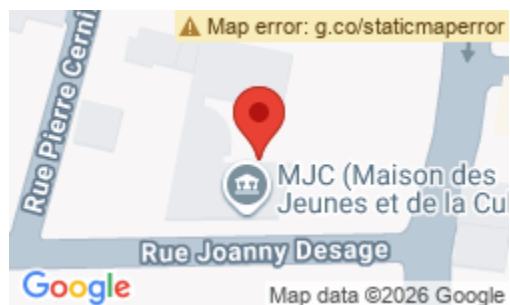 Map error: g.co/staticmaperror
Rue Pierre Cerni
MJC (Maison des
Jeunes et de la Cul
Rue Joanny Desage
Google
Map data ©2026 Google